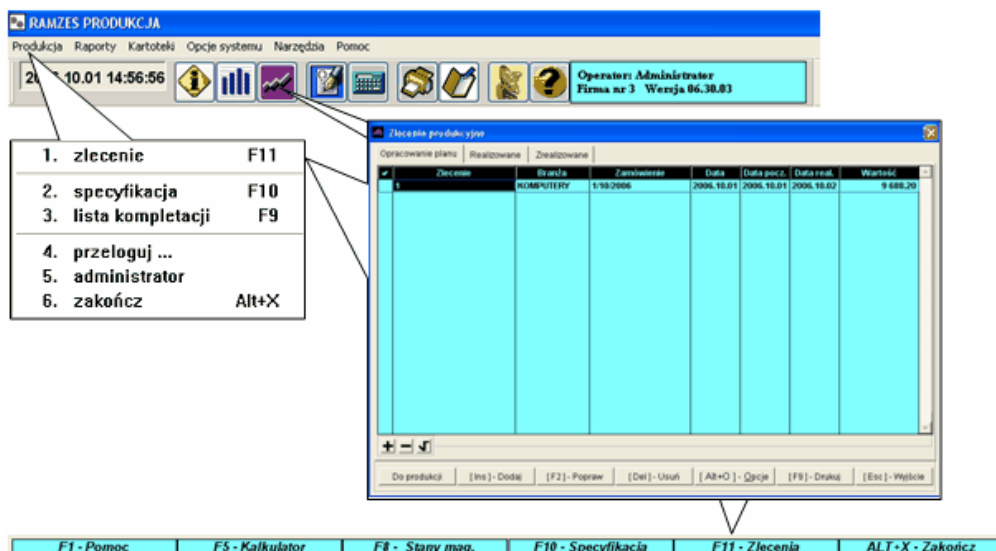 RAMZES PRODUKCJA
Produkcja Raporty Kartoteki Opcje systemu Narzędzia Pomoc
10.01 14:56:56
Operator: Administrator
Firma nr 3 Wersja 06.30.03
1. zlecenie F11
2. specyfikacja F10
3. lista kompletacji F9
4. przeloguj ...
5. administrator
6. zakończ Alt+X
Zlecenia produkcyjne
Opracowanie planu Realizowane Zrealizowane
Zlecenie Branża Zamówienie Data Data pocz. Data real. Wartość
1 KOMPUTERY 1/10/2006 2006.10.01 2006.10.01 2006.10.02 9 688.20
Do produkcji [Ins] - Dodaj [F2] - Popraw [Del] - Usuń [Alt+O] - Opcje [F9] - Drukuj [Esc] - Wyjście
F1 - Pomoc F5 - Kalkulator F8 - Stany mag. F10 - Specyfikacja F11 - Zlecenia ALT+X - Zakończ